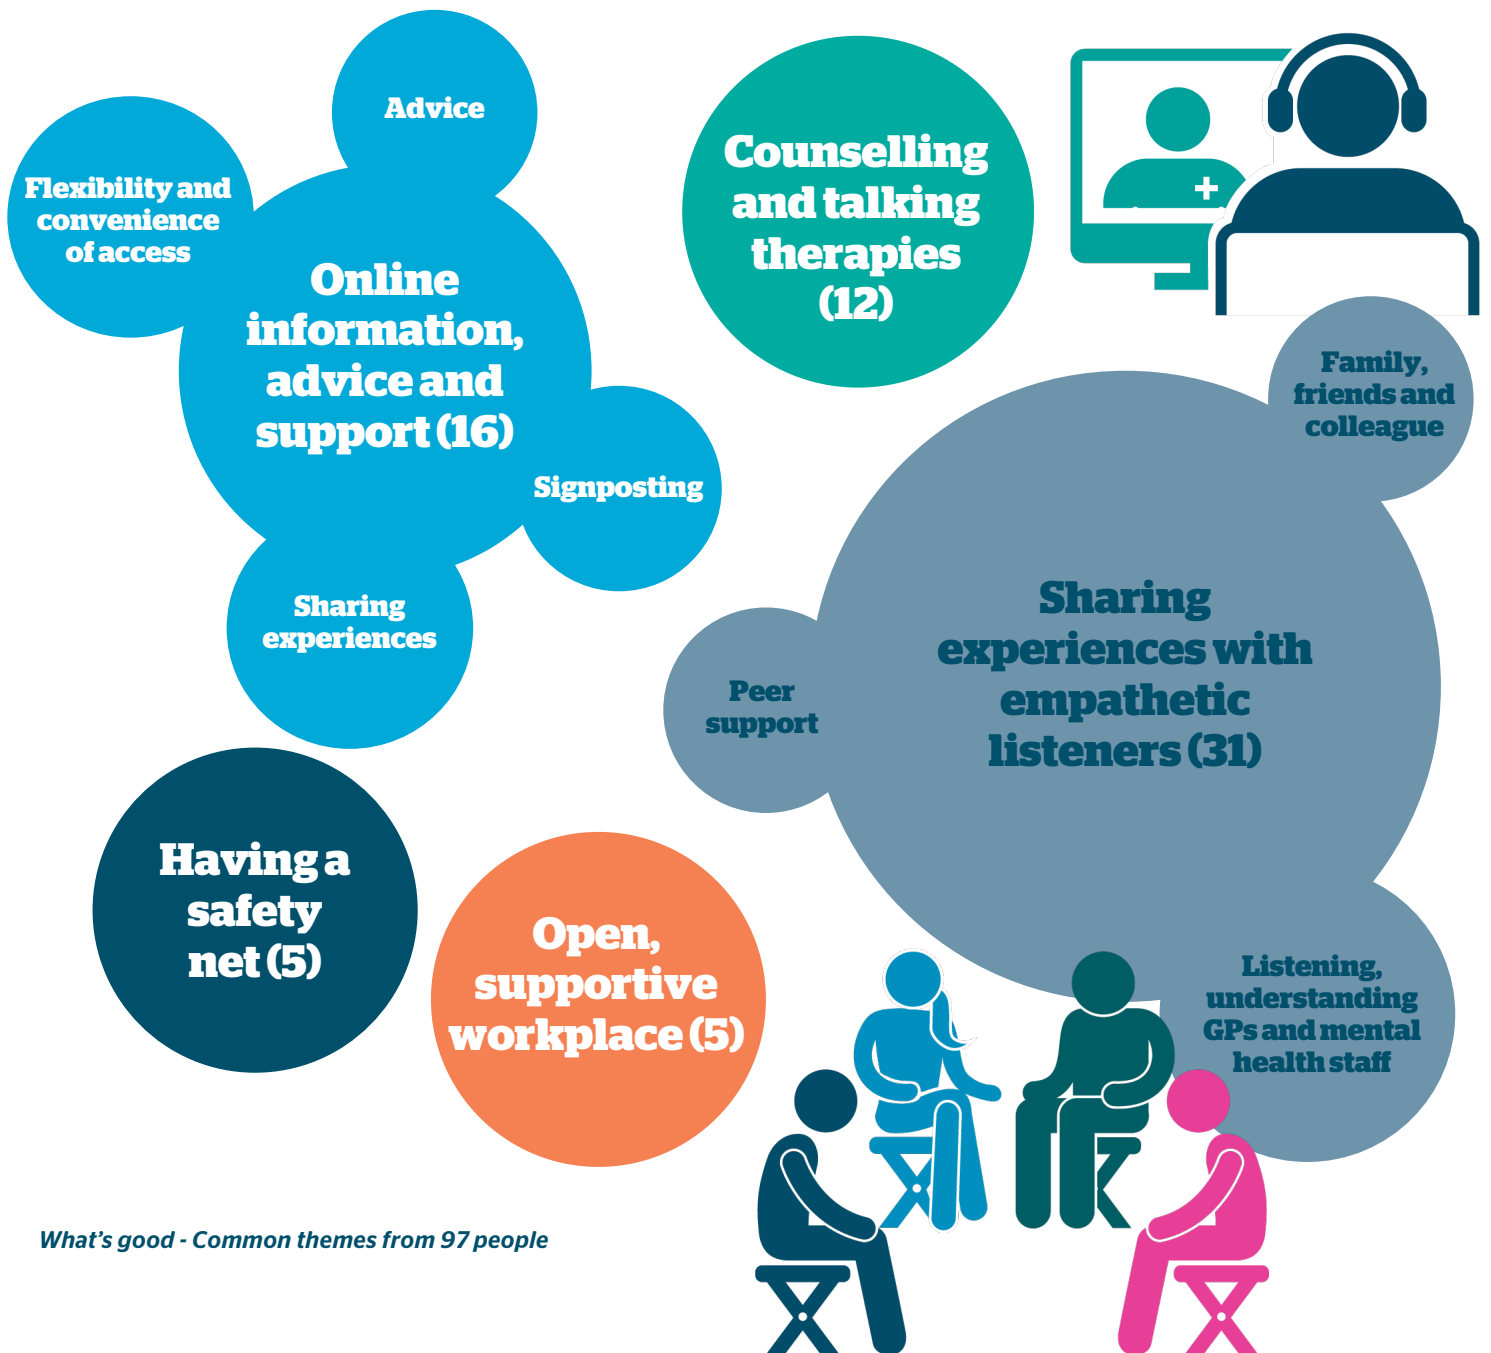 Advice
Flexibility and
convenience
of access
Online
information,
advice and
support (16)
Signposting
Sharing
experiences
Counselling
and talking
therapies
(12)
Family,
friends and
colleague
Sharing
experiences with
empathetic
listeners (31)
Peer
support
Listening,
understanding
GPs and mental
health staff
Having a
safety
net (5)
Open,
supportive
workplace (5)
What's good - Common themes from 97 people